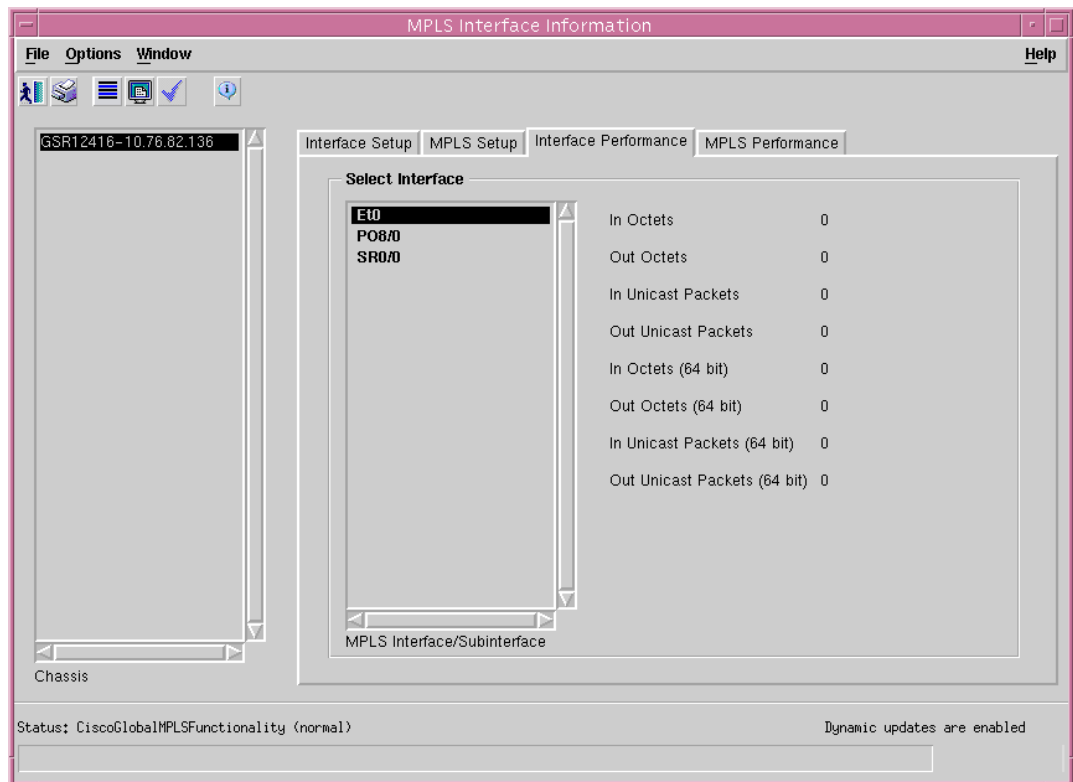 MPLS Interface Information
File Options Window Help
GSR12416-10.76.82.136
Interface Setup MPLS Setup Interface Performance MPLS Performance
Select Interface
Et0
PO8/0
SR0/0
In Octets 0
Out Octets 0
In Unicast Packets 0
Out Unicast Packets 0
In Octets (64 bit) 0
Out Octets (64 bit) 0
In Unicast Packets (64 bit) 0
Out Unicast Packets (64 bit) 0
MPLS Interface/Subinterface
Chassis
Status: CiscoGlobalMPLSFunctionality (normal) Dynamic updates are enabled